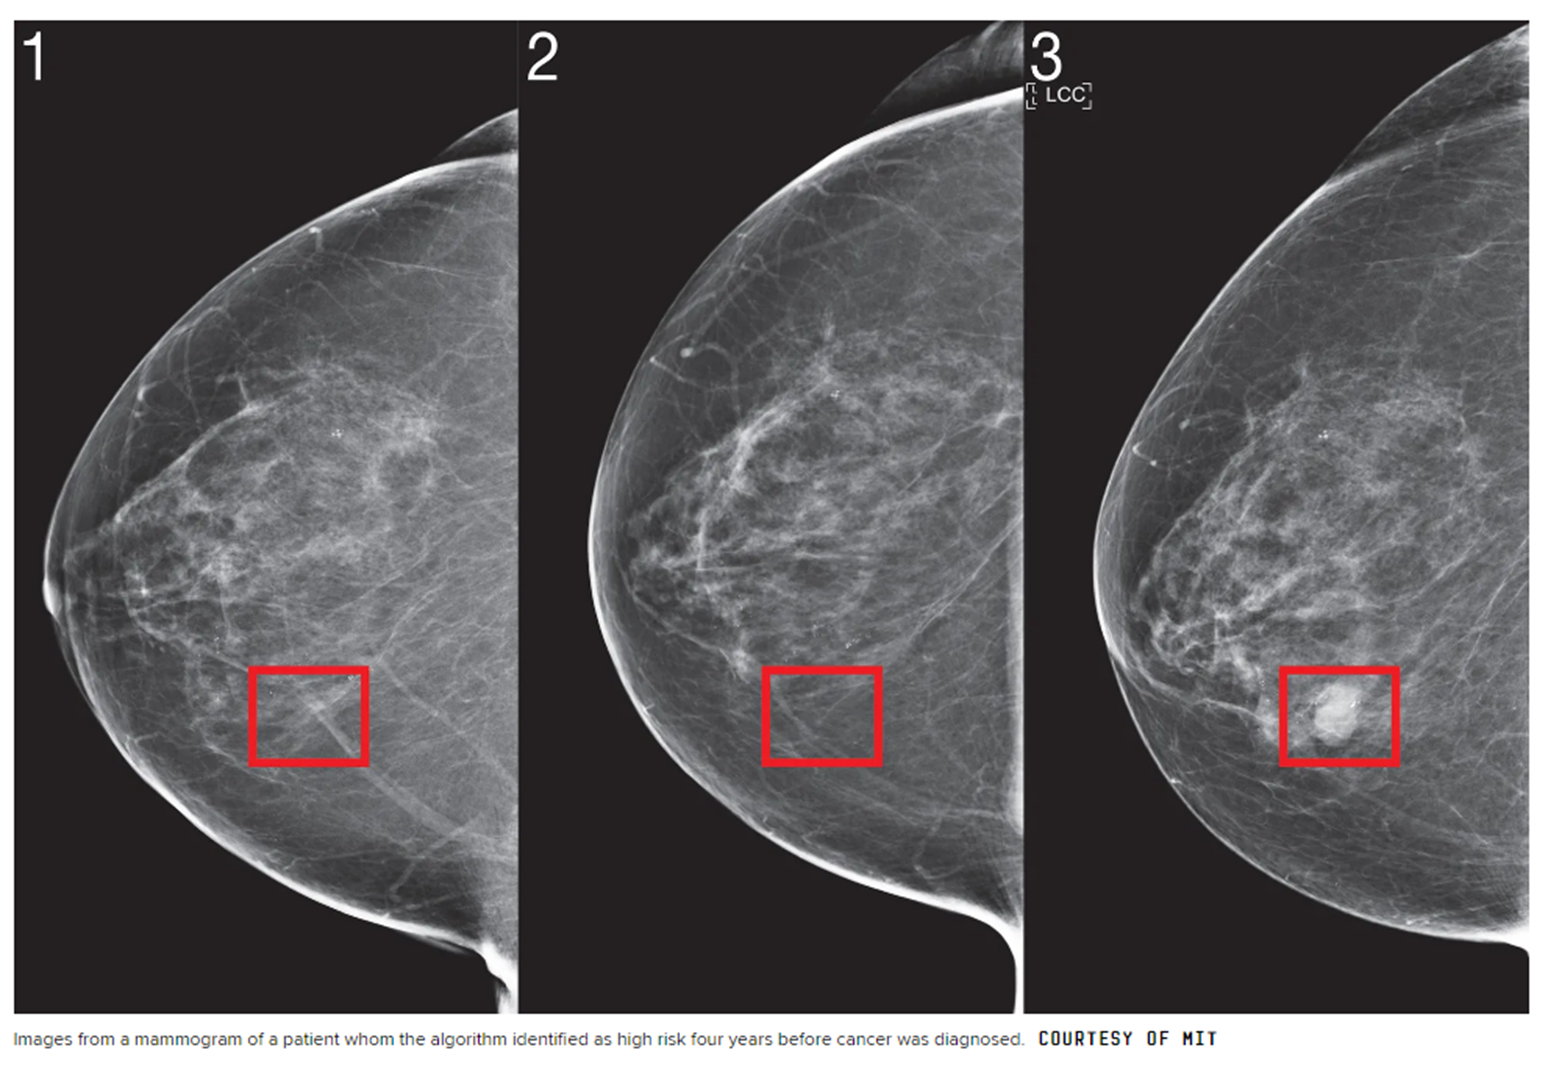 1
2
3
L LCC
Images from a mammogram of a patient whom the algorithm identified as high risk four years before cancer was diagnosed. COURTESY OF MIT